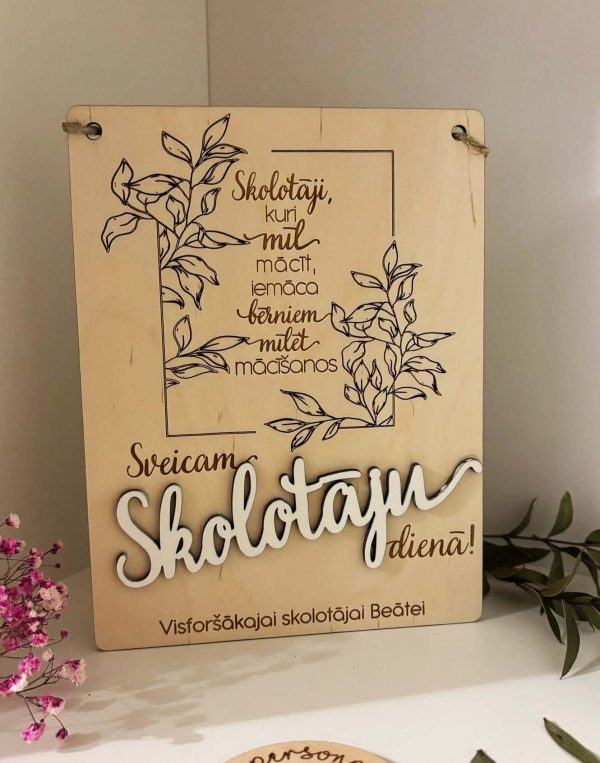 Skolotāji,
kuri
mīl
mācīt,
iemāca
bērniem
mīlēt
mācīšanos
Sveicam
Skolotāju
dienā!
Visforšākajai skolotājai Beātei